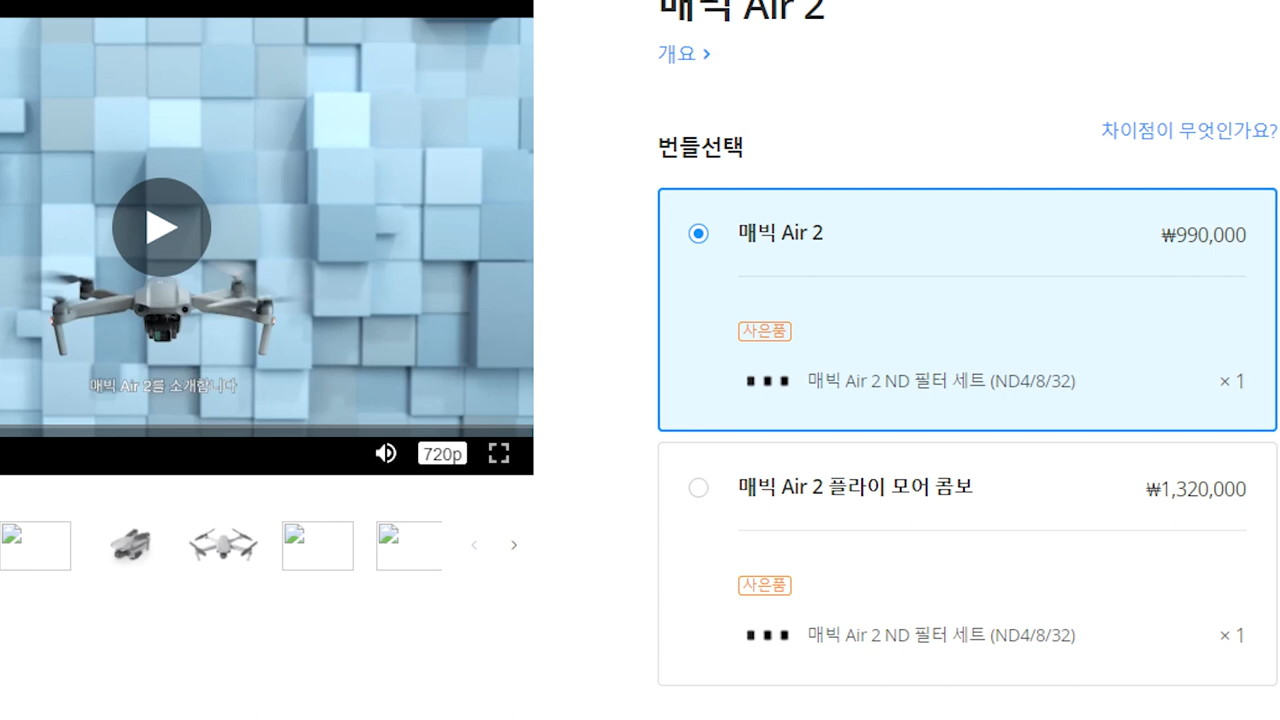 매빅 Air 2
개요 >
차이점이 무엇인가요?
번들선택
매빅 Air 2 ₩990,000
사은품
매빅 Air 2 ND 필터 세트 (ND4/8/32) × 1
매빅 Air 2 플라이 모어 콤보 ₩1,320,000
사은품
매빅 Air 2 ND 필터 세트 (ND4/8/32) × 1
매빅 Air 2를 소개합니다
720p